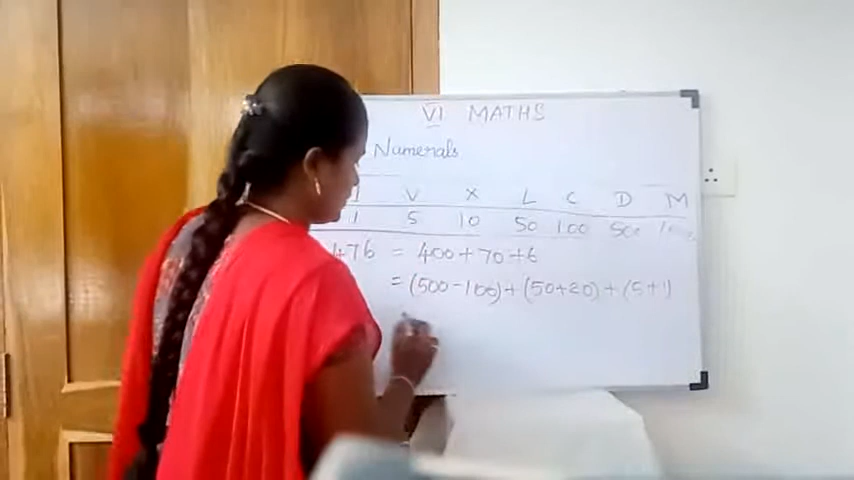 VI MATHS
Numerals
I V X L C D M
1 5 10 50 100 500 1000
476 = 400+70+6
= (500-100)+(50+20)+(5+1)